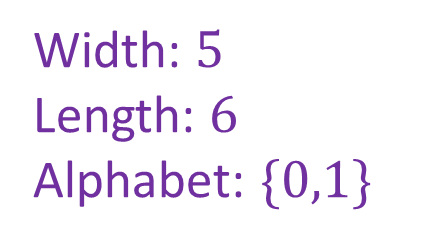 Width: 5
Length: 6
Alphabet: {0,1}